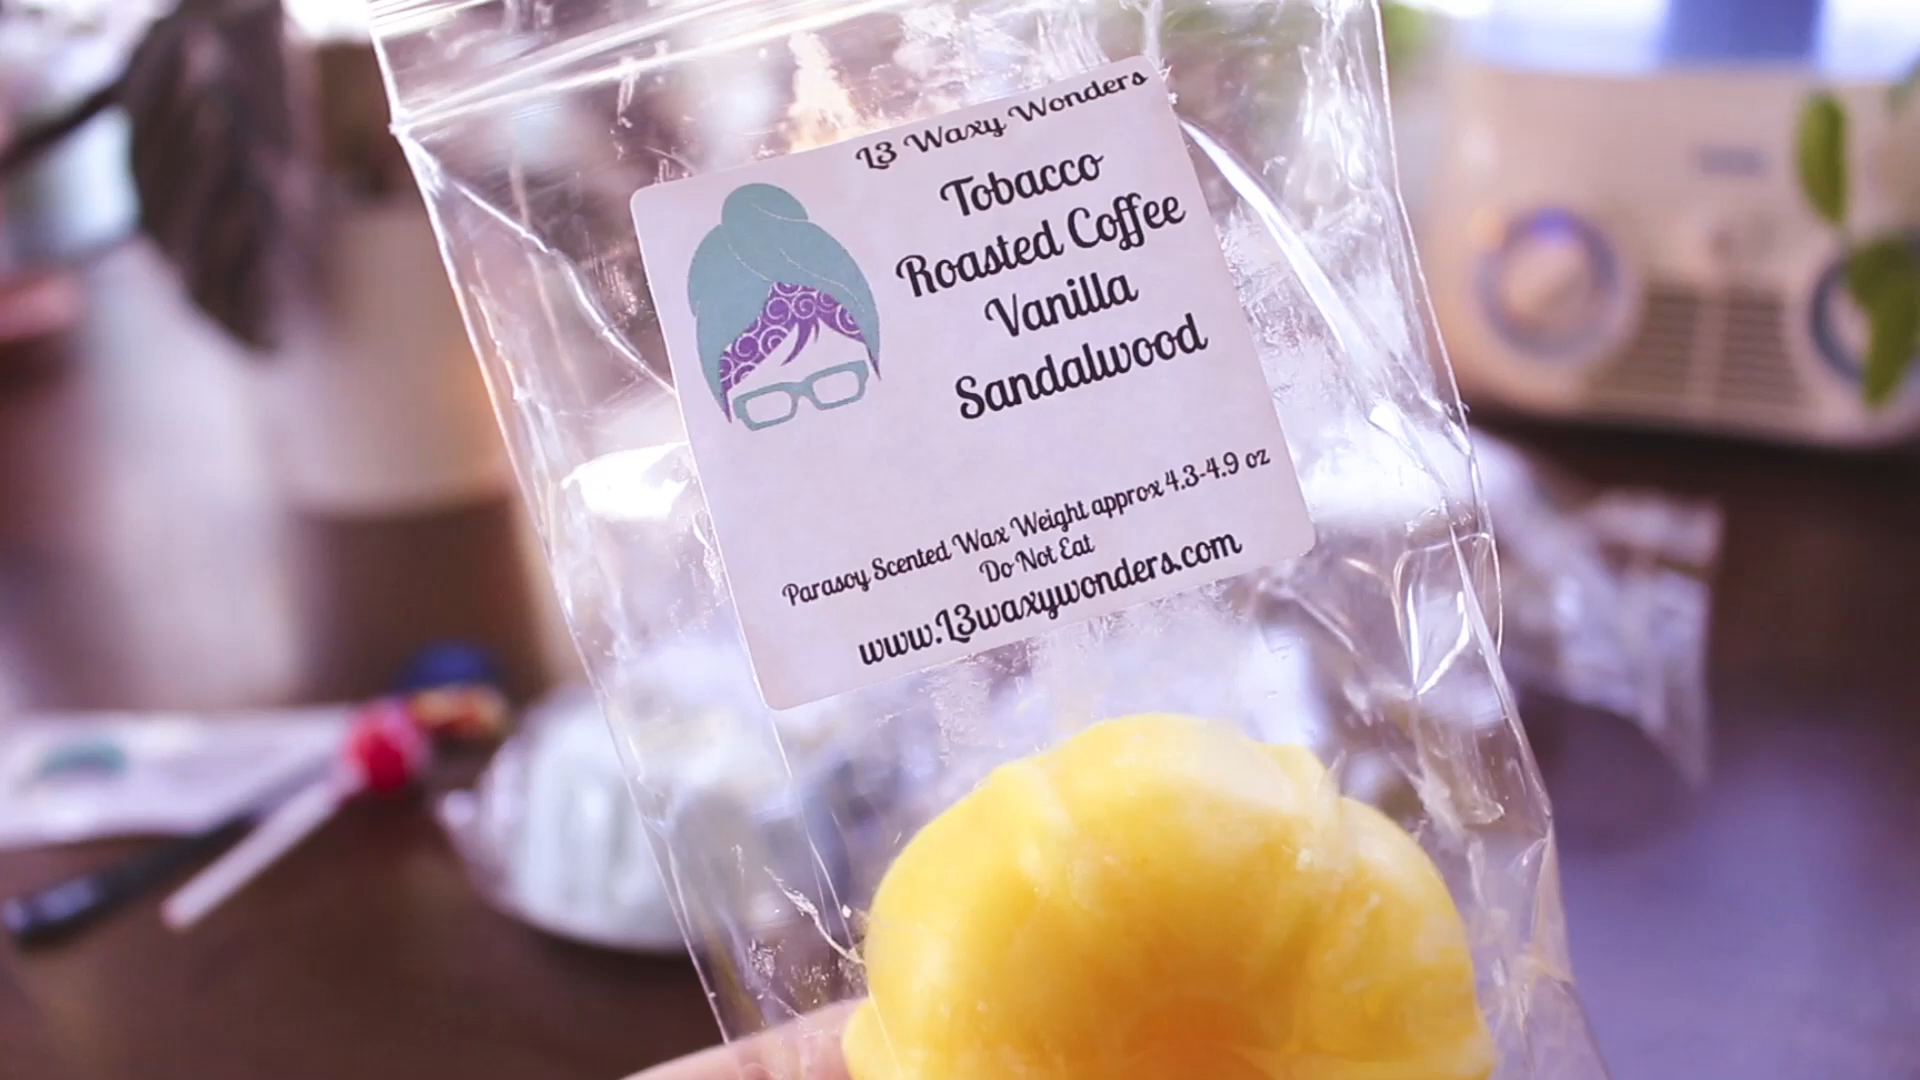 L3 Waxy Wonders
Tobacco
Roasted Coffee
Vanilla
Sandalwood
Parasoy Scented Wax Weight approx 4.3-4.9 oz
Do Not Eat
www.L3waxywonders.com